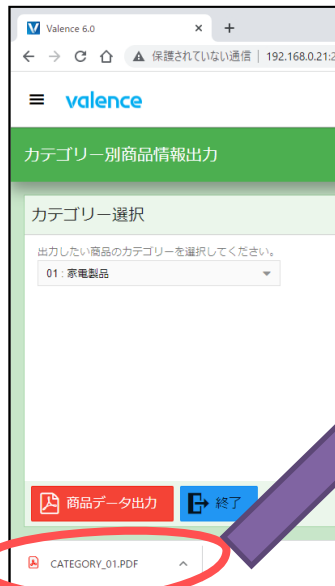 Valence 6.0
保護されていない通信 | 192.168.0.21:2
valence
カテゴリー別商品情報出力
カテゴリー選択
出力したい商品のカテゴリーを選択してください。
01 : 家電製品
商品データ出力
終了
CATEGORY_01.PDF